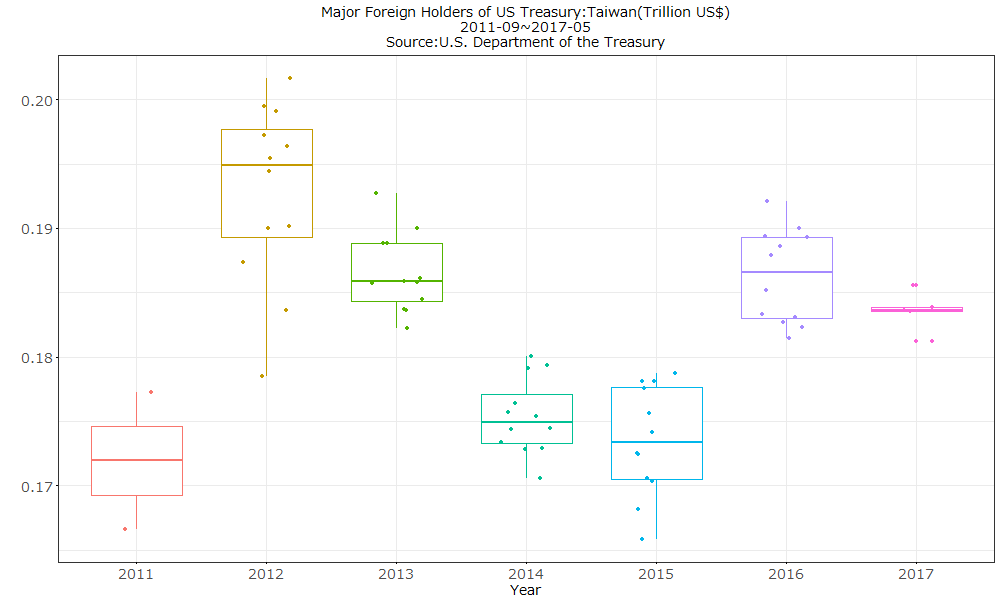 Major Foreign Holders of US Treasury:Taiwan(Trillion US$)
2011-09~2017-05
Source:U.S. Department of the Treasury
0.20
0.19
0.18
0.17
2011 2012 2013 2014 2015 2016 2017
Year